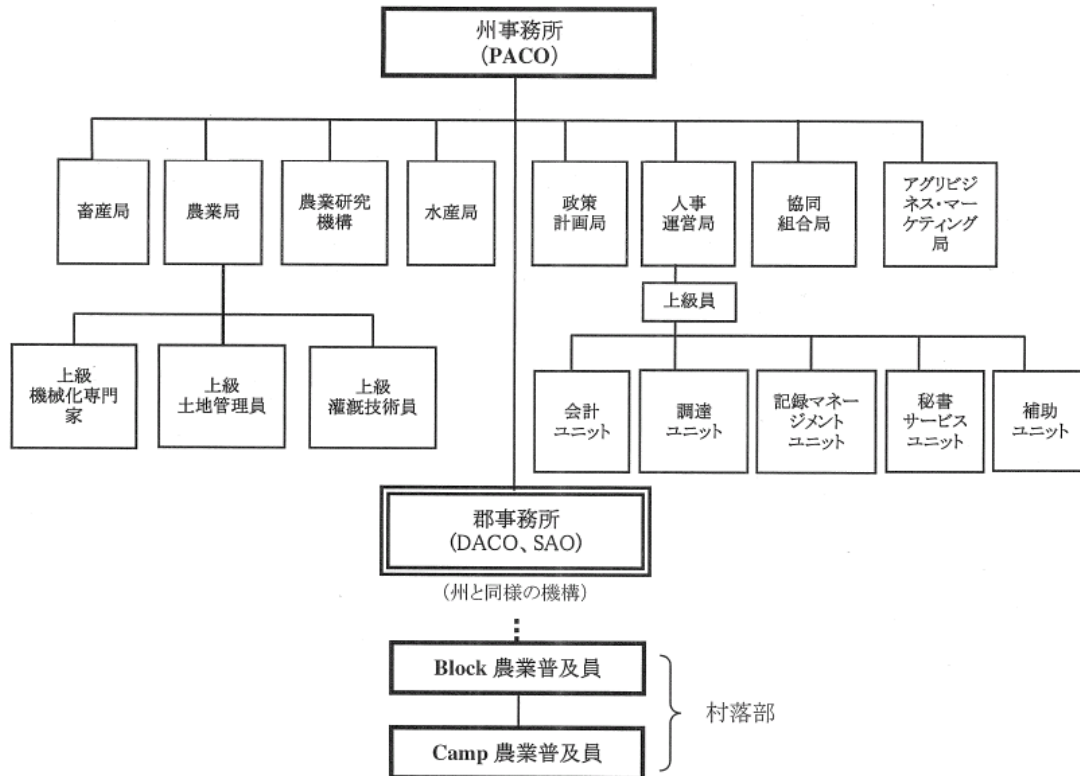 州事務所
(PACO)
畜産局
農業局
農業研究
機構
水産局
政策
計画局
人事
運営局
協同
組合局
アグリビジ
ネス・マー
ケティング
局
上級員
上級
機械化専門
家
上級
土地管理員
上級
灌漑技術員
会計
ユニット
調達
ユニット
記録マネー
ジメント
ユニット
秘書
サービス
ユニット
補助
ユニット
郡事務所
(DACO、SAO)
(州と同様の機構)
Block 農業普及員
村落部
Camp 農業普及員